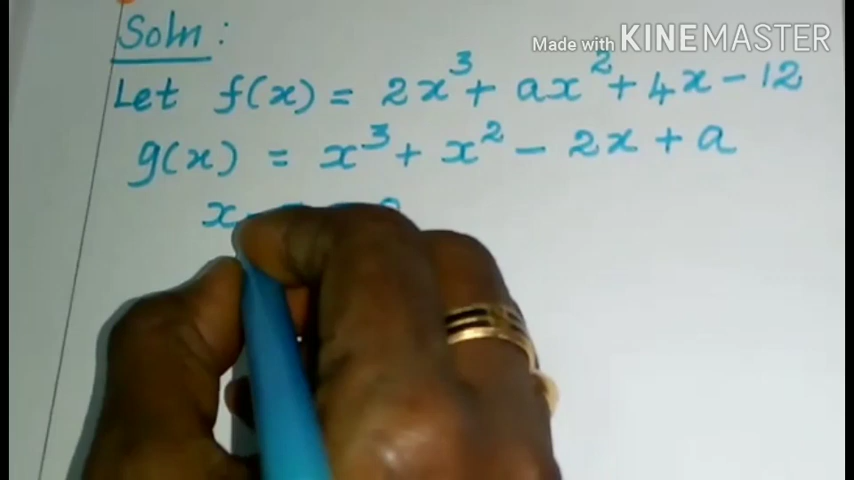 Made with KINEMASTER
Soln :
Let f(x) = 2x³ + ax² + 4x - 12
g(x) = x³ + x² - 2x + a
x